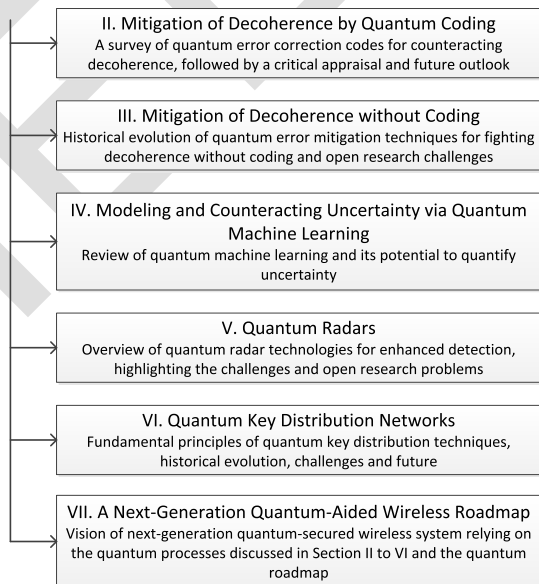 II. Mitigation of Decoherence by Quantum Coding
A survey of quantum error correction codes for counteracting
decoherence, followed by a critical appraisal and future outlook
III. Mitigation of Decoherence without Coding
Historical evolution of quantum error mitigation techniques for fighting
decoherence without coding and open research challenges
IV. Modeling and Counteracting Uncertainty via Quantum
Machine Learning
Review of quantum machine learning and its potential to quantify
uncertainty
V. Quantum Radars
Overview of quantum radar technologies for enhanced detection,
highlighting the challenges and open research problems
VI. Quantum Key Distribution Networks
Fundamental principles of quantum key distribution techniques,
historical evolution, challenges and future
VII. A Next-Generation Quantum-Aided Wireless Roadmap
Vision of next-generation quantum-secured wireless system relying on
the quantum processes discussed in Section II to VI and the quantum
roadmap